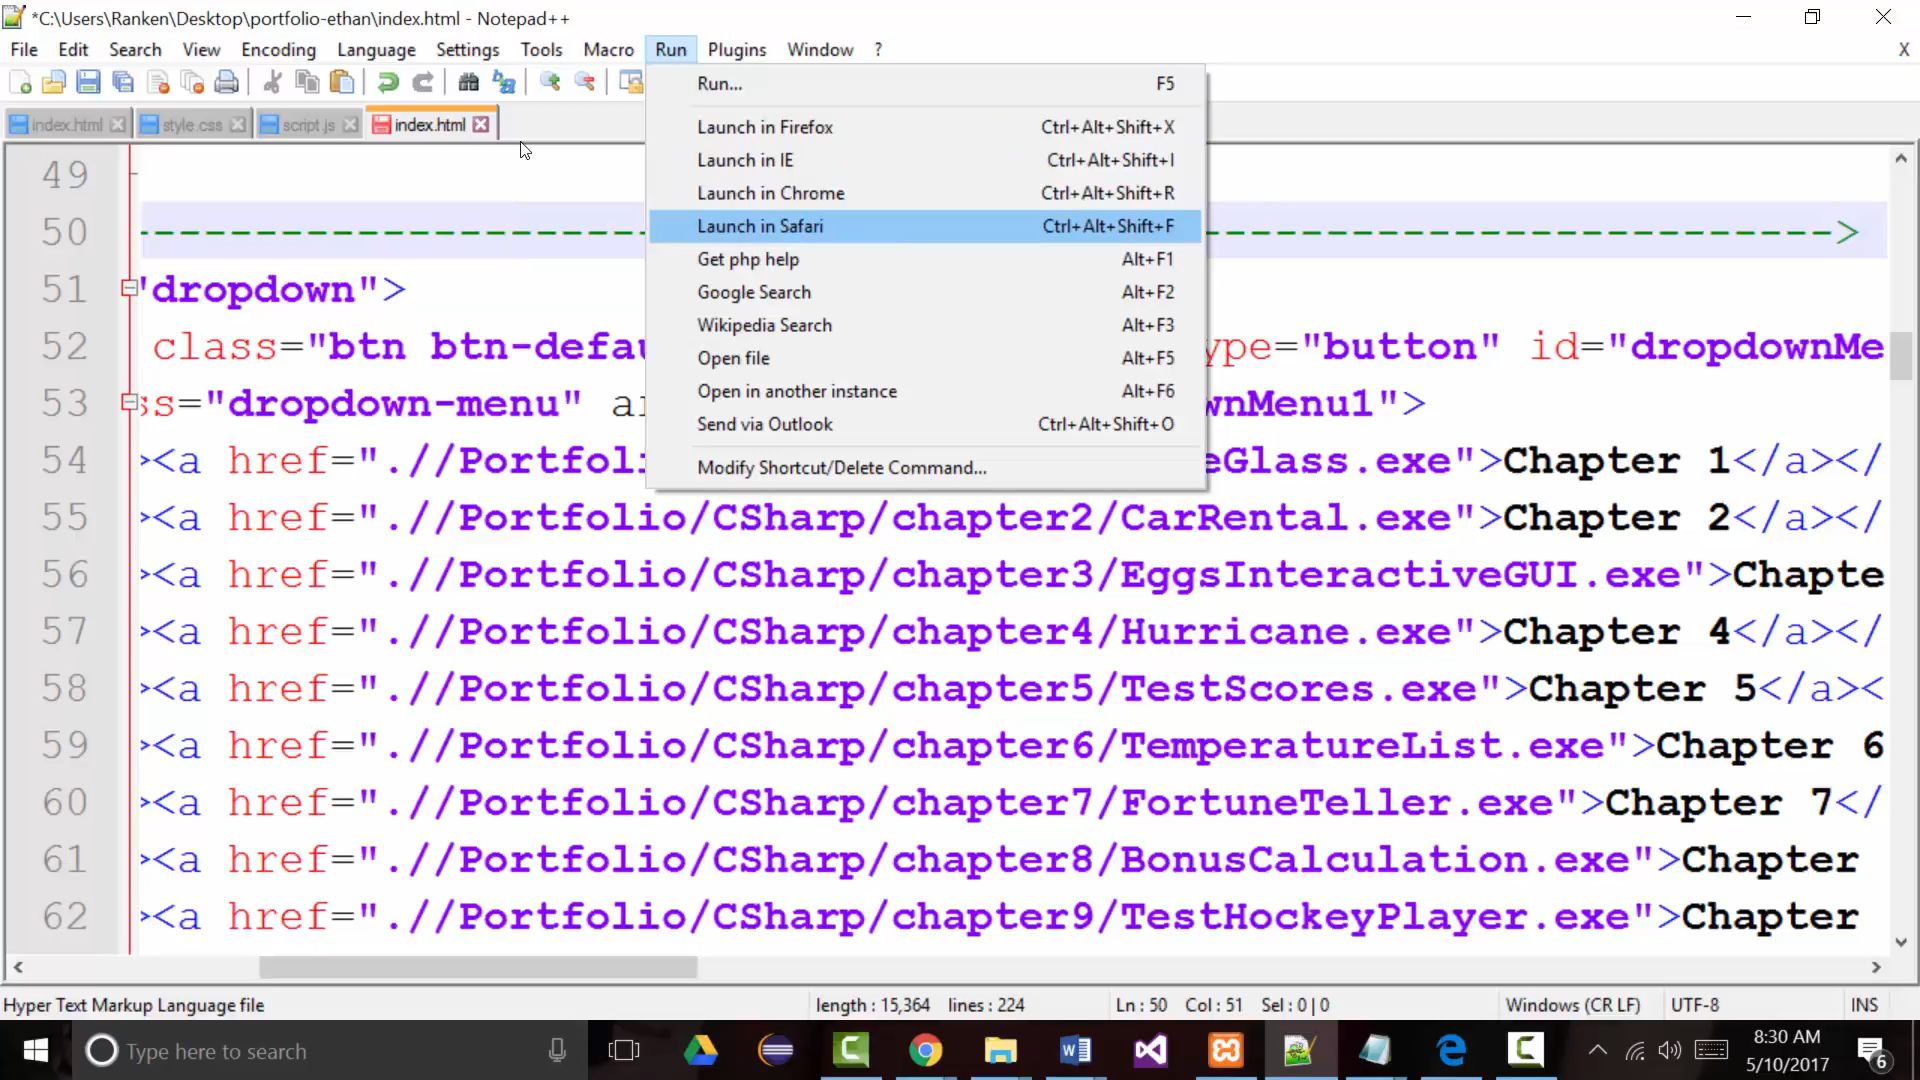 *C:\Users\Ranken\Desktop\portfolio-ethan\index.html - Notepad++
File Edit Search View Encoding Language Settings Tools Macro Run Plugins Window ? X
Run... F5
index.html style.css script.js index.html
Launch in Firefox Ctrl+Alt+Shift+X
Launch in IE Ctrl+Alt+Shift+I
Launch in Chrome Ctrl+Alt+Shift+R
Launch in Safari Ctrl+Alt+Shift+F
Get php help Alt+F1
Google Search Alt+F2
Wikipedia Search Alt+F3
Open file Alt+F5
Open in another instance Alt+F6
Send via Outlook Ctrl+Alt+Shift+O
Modify Shortcut/Delete Command...
49
50 ------------------------------------------------------------------->
51 "dropdown">
52 class="btn btn-defau ype="button" id="dropdownMe
53 ss="dropdown-menu" ar wnMenu1">
54 ><a href=".//Portfoli eGlass.exe">Chapter 1</a></
55 ><a href=".//Portfolio/CSharp/chapter2/CarRental.exe">Chapter 2</a></
56 ><a href=".//Portfolio/CSharp/chapter3/EggsInteractiveGUI.exe">Chapte
57 ><a href=".//Portfolio/CSharp/chapter4/Hurricane.exe">Chapter 4</a></
58 ><a href=".//Portfolio/CSharp/chapter5/TestScores.exe">Chapter 5</a><
59 ><a href=".//Portfolio/CSharp/chapter6/TemperatureList.exe">Chapter 6
60 ><a href=".//Portfolio/CSharp/chapter7/FortuneTeller.exe">Chapter 7</
61 ><a href=".//Portfolio/CSharp/chapter8/BonusCalculation.exe">Chapter
62 ><a href=".//Portfolio/CSharp/chapter9/TestHockeyPlayer.exe">Chapter
Hyper Text Markup Language file length : 15,364 lines : 224 Ln : 50 Col : 51 Sel : 0 | 0 Windows (CR LF) UTF-8 INS
Type here to search
8:30 AM
5/10/2017
6